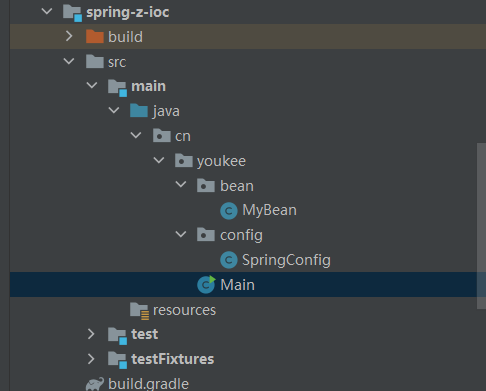 spring-z-ioc
build
src
main
java
cn
youkee
bean
MyBean
config
SpringConfig
Main
resources
test
testFixtures
build.gradle